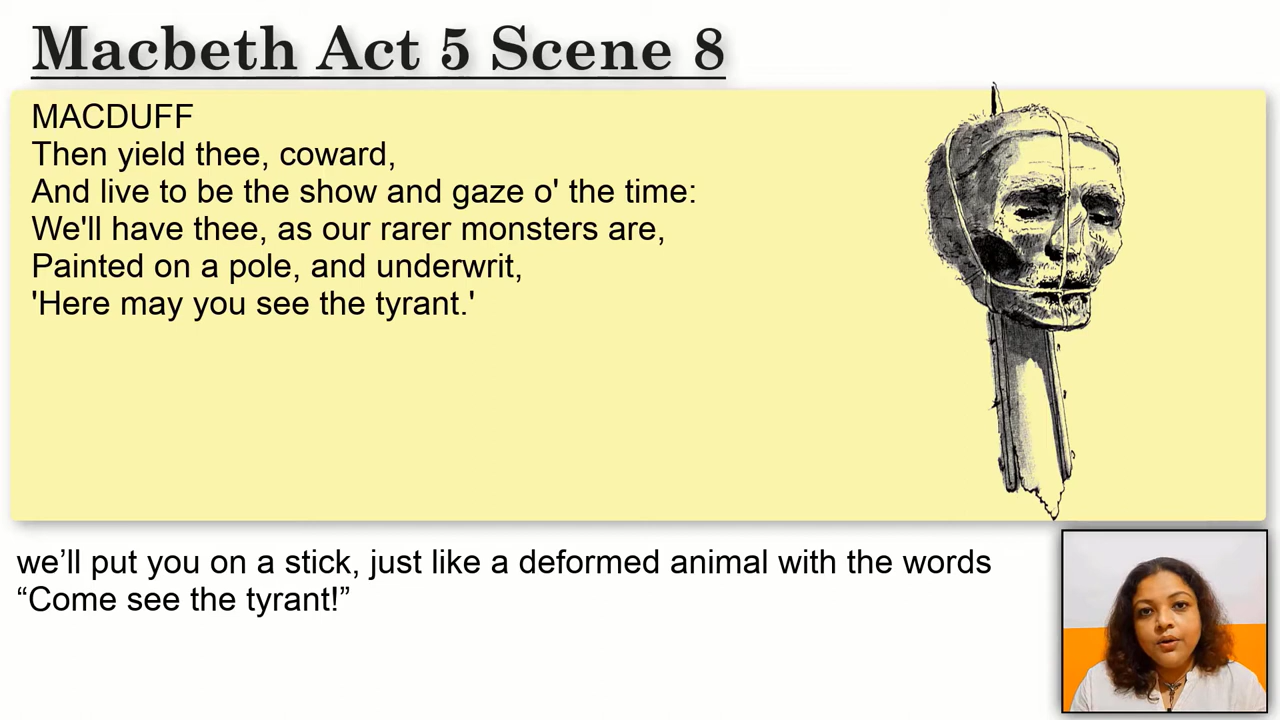 Macbeth Act 5 Scene 8
MACDUFF
Then yield thee, coward,
And live to be the show and gaze o' the time:
We'll have thee, as our rarer monsters are,
Painted on a pole, and underwrit,
'Here may you see the tyrant.'
we’ll put you on a stick, just like a deformed animal with the words
“Come see the tyrant!”